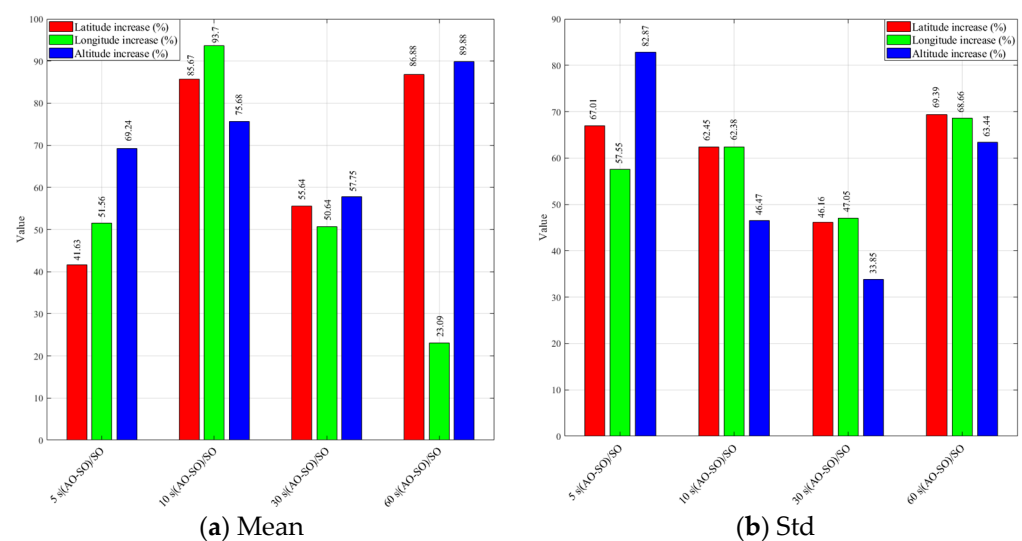 Latitude increase (%)
Longitude increase (%)
Altitude increase (%)
Value
100
90
80
70
60
50
40
30
20
10
0
41.63
51.56
69.24
85.67
93.7
75.68
55.64
50.64
57.75
86.88
23.09
89.88
5 s|(AO-SO)/SO
10 s|(AO-SO)/SO
30 s|(AO-SO)/SO
60 s|(AO-SO)/SO
(a) Mean
Latitude increase (%)
Longitude increase (%)
Altitude increase (%)
Value
90
80
70
60
50
40
30
20
10
0
67.01
57.55
82.87
62.45
62.38
46.47
46.16
47.05
33.85
69.39
68.66
63.44
5 s|(AO-SO)/SO
10 s|(AO-SO)/SO
30 s|(AO-SO)/SO
60 s|(AO-SO)/SO
(b) Std